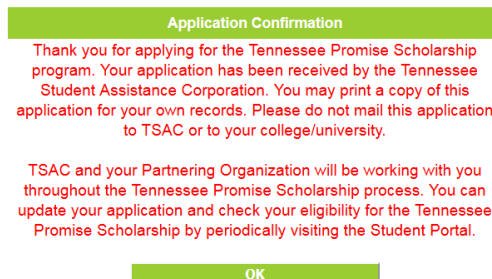 Application Confirmation
Thank you for applying for the Tennessee Promise Scholarship
program. Your application has been received by the Tennessee
Student Assistance Corporation. You may print a copy of this
application for your own records. Please do not mail this application
to TSAC or to your college/university.
TSAC and your Partnering Organization will be working with you
throughout the Tennessee Promise Scholarship process. You can
update your application and check your eligibility for the Tennessee
Promise Scholarship by periodically visiting the Student Portal.
OK